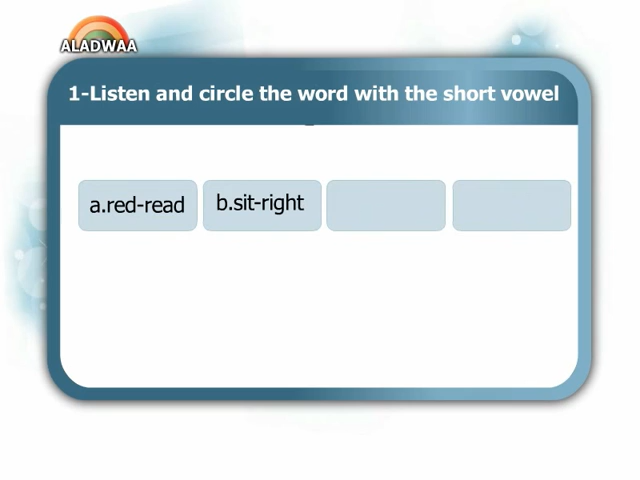 ALADWAA
1-Listen and circle the word with the short vowel
a.red-read
b.sit-right